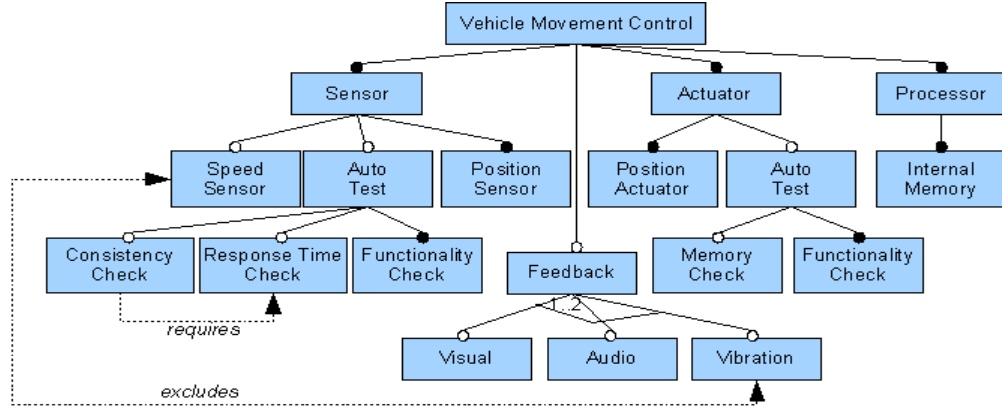 Vehicle Movement Control
Sensor
Actuator
Processor
Speed
Sensor
Auto
Test
Position
Sensor
Position
Actuator
Auto
Test
Internal
Memory
Consistency
Check
Response Time
Check
Functionality
Check
Feedback
Memory
Check
Functionality
Check
1..2
requires
Visual
Audio
Vibration
excludes